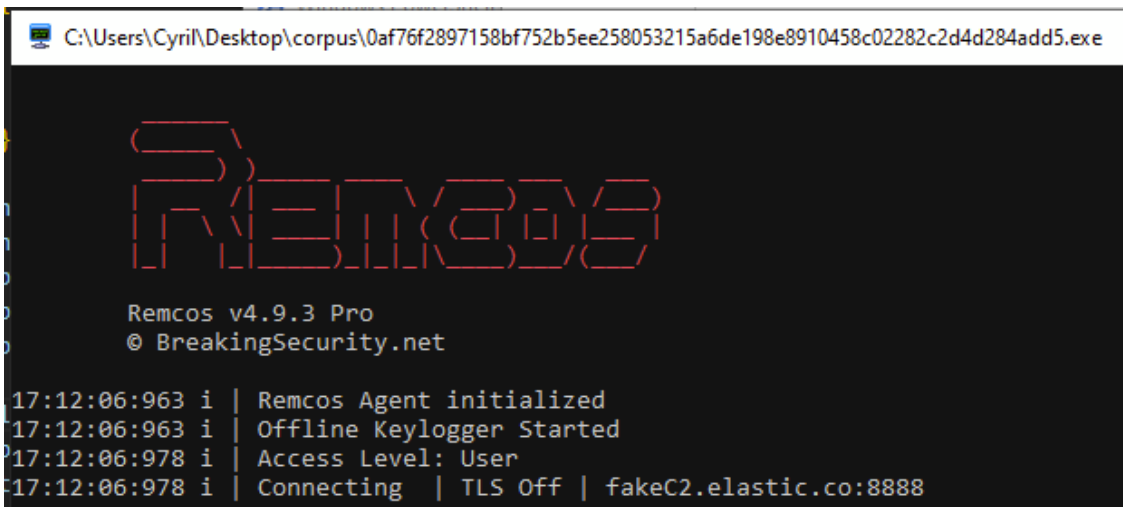 C:\Users\Cyril\Desktop\corpus\0af76f2897158bf752b5ee258053215a6de198e8910458c02282c2d4d284add5.exe
Remcos
Remcos v4.9.3 Pro
© BreakingSecurity.net
17:12:06:963 i | Remcos Agent initialized
17:12:06:963 i | Offline Keylogger Started
17:12:06:978 i | Access Level: User
17:12:06:978 i | Connecting  | TLS Off | fakeC2.elastic.co:8888